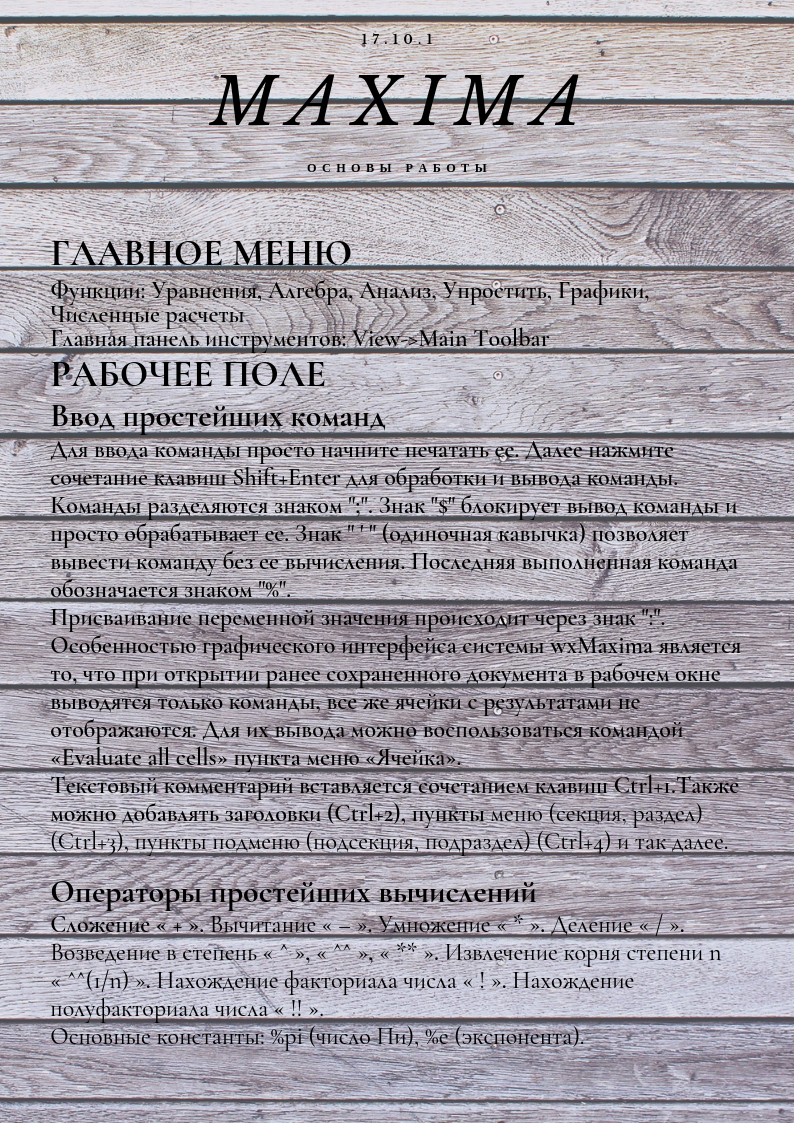 17.10.1
MAXIMA
ОСНОВЫ РАБОТЫ
ГЛАВНОЕ МЕНЮ
Функции: Уравнения, Алгебра, Анализ, Упростить, Графики,
Численные расчеты
Главная панель инструментов: View->Main Toolbar
РАБОЧЕЕ ПОЛЕ
Ввод простейших команд
Для ввода команды просто начните печатать ее. Далее нажмите
сочетание клавиш Shift+Enter для обработки и вывода команды.
Команды разделяются знаком ";". Знак "$" блокирует вывод команды и
просто обрабатывает ее. Знак " ' " (одиночная кавычка) позволяет
вывести команду без ее вычисления. Последняя выполненная команда
обозначается знаком "%".
Присваивание переменной значения происходит через знак ":".
Особенностью графического интерфейса системы wxMaxima является
то, что при открытии ранее сохраненного документа в рабочем окне
выводятся только команды, все же ячейки с результатами не
отображаются. Для их вывода можно воспользоваться командой
«Evaluate all cells» пункта меню «Ячейка».
Текстовый комментарий вставляется сочетанием клавиш Ctrl+1.Также
можно добавлять заголовки (Ctrl+2), пункты меню (секция, раздел)
(Ctrl+3), пункты подменю (подсекция, подраздел) (Ctrl+4) и так далее.
Операторы простейших вычислений
Сложение « + ». Вычитание « – ». Умножение « * ». Деление « / ».
Возведение в степень « ^ », « ^^ », « ** ». Извлечение корня степени n
« ^^(1/n) ». Нахождение факториала числа « ! ». Нахождение
полуфакториала числа « !! ».
Основные константы: %pi (число Пи), %e (экспонента).